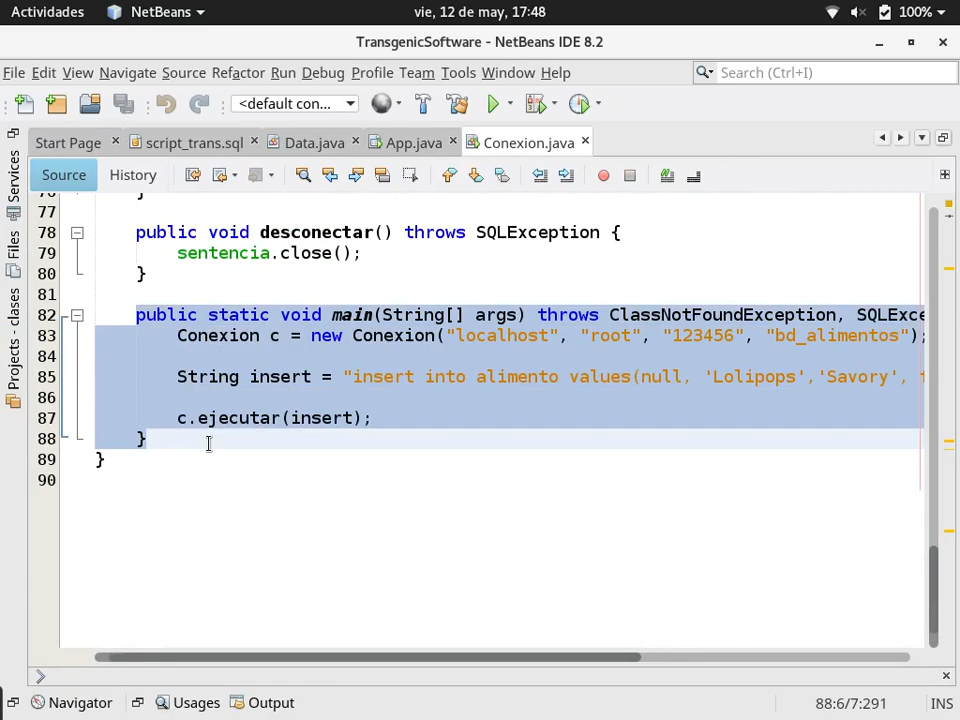 Actividades NetBeans vie, 12 de may, 17:48 100%
TransgenicSoftware - NetBeans IDE 8.2
File Edit View Navigate Source Refactor Run Debug Profile Team Tools Window Help Search (Ctrl+I)
<default con...
Start Page script_trans.sql Data.java App.java Conexion.java
Source History
Services
Files
Projects - clases
76 }
77
78 public void desconectar() throws SQLException {
79 sentencia.close();
80 }
81
82 public static void main(String[] args) throws ClassNotFoundException, SQLExce
83 Conexion c = new Conexion("localhost", "root", "123456", "bd_alimentos");
84
85 String insert = "insert into alimento values(null, 'Lolipops','Savory',
86
87 c.ejecutar(insert);
88 }
89 }
90
Navigator Usages Output 88:6/7:291 INS